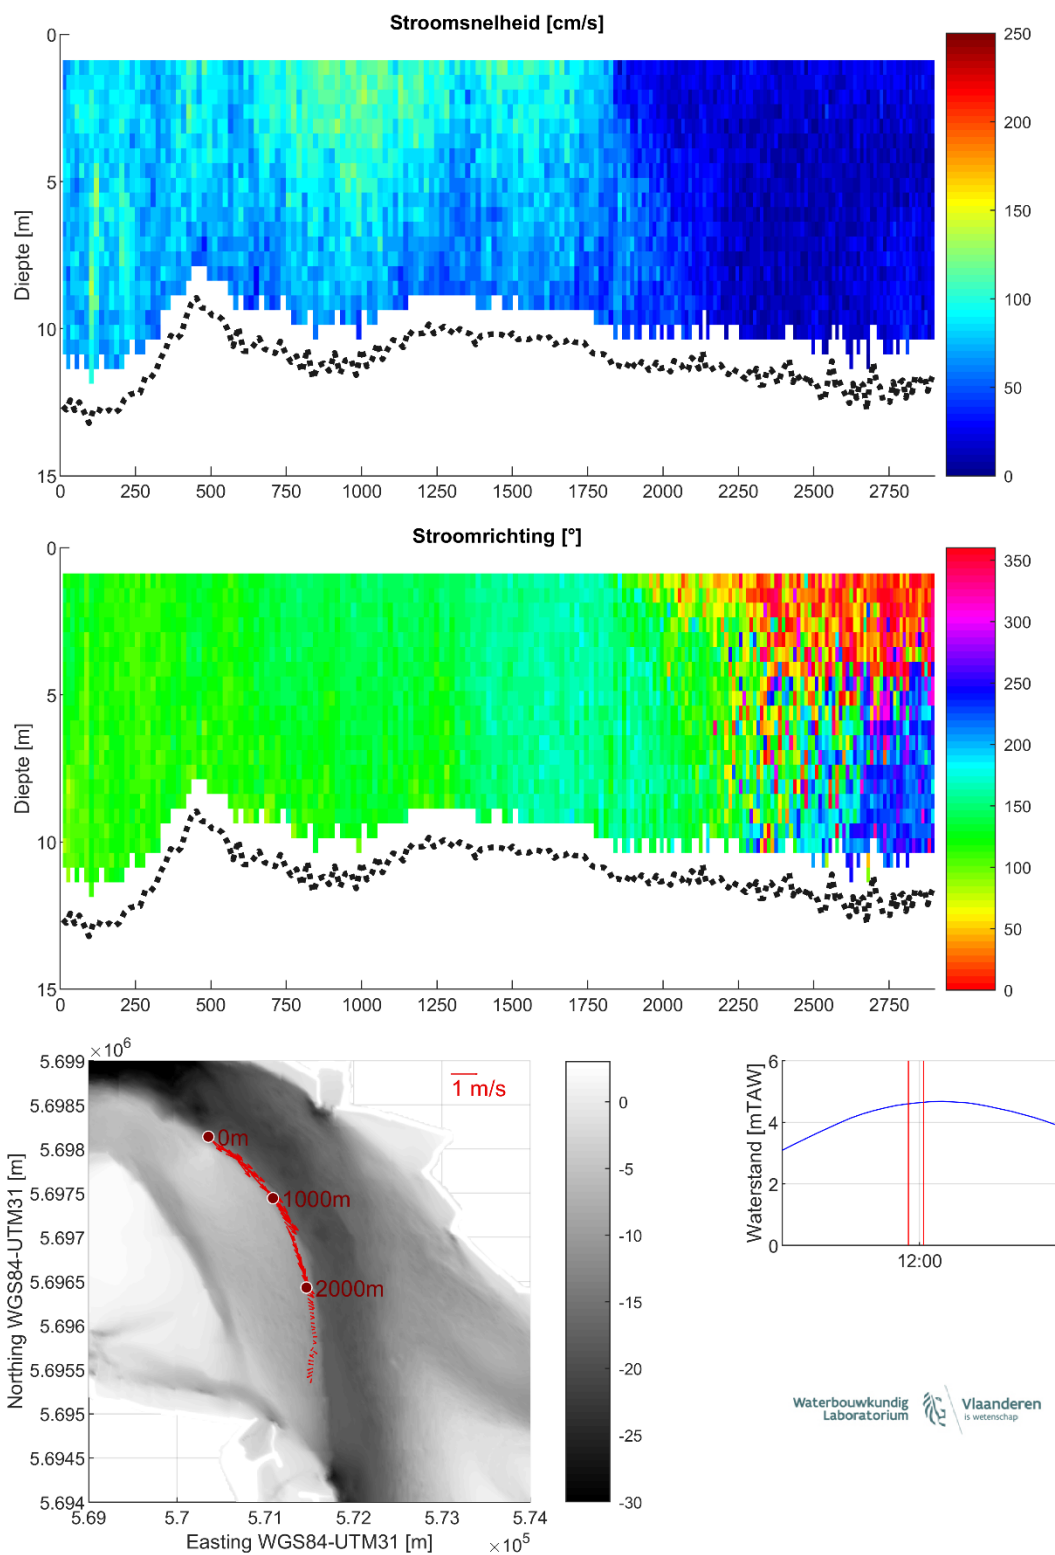 Stroomsnelheid [cm/s]
0
5
10
15
Diepte [m]
0 250 500 750 1000 1250 1500 1750 2000 2250 2500 2750
250
200
150
100
50
0
Stroomrichting [°]
0
5
10
15
Diepte [m]
0 250 500 750 1000 1250 1500 1750 2000 2250 2500 2750
350
300
250
200
150
100
50
0
×10⁶
5.699
5.6985
5.698
5.6975
5.697
5.6965
5.696
5.6955
5.695
5.6945
5.694
Northing WGS84-UTM31 [m]
1 m/s
0m
1000m
2000m
5.69 5.7 5.71 5.72 5.73 5.74
Easting WGS84-UTM31 [m]
×10⁵
0
-5
-10
-15
-20
-25
-30
6
4
2
0
Waterstand [mTAW]
12:00
Waterbouwkundig
Laboratorium
Vlaanderen
is wetenschap